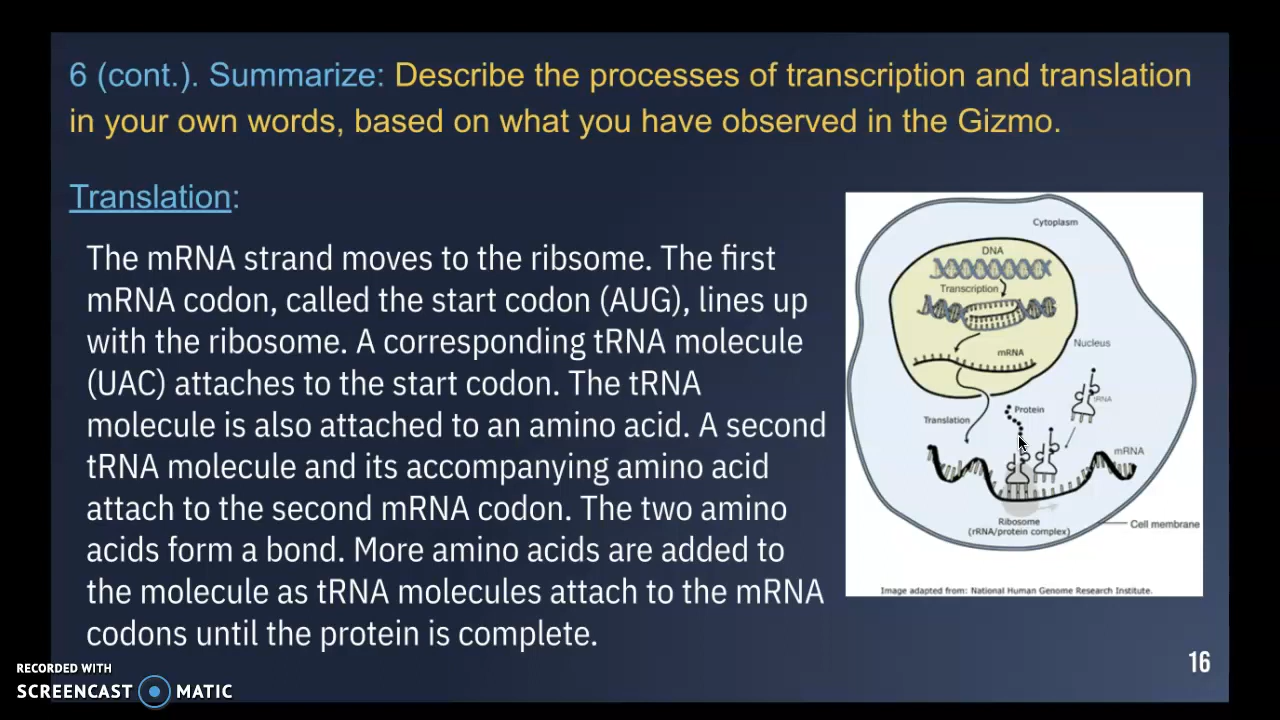 6 (cont.). Summarize: Describe the processes of transcription and translation
in your own words, based on what you have observed in the Gizmo.
Translation:
The mRNA strand moves to the ribsome. The first
mRNA codon, called the start codon (AUG), lines up
with the ribosome. A corresponding tRNA molecule
(UAC) attaches to the start codon. The tRNA
molecule is also attached to an amino acid. A second
tRNA molecule and its accompanying amino acid
attach to the second mRNA codon. The two amino
acids form a bond. More amino acids are added to
the molecule as tRNA molecules attach to the mRNA
codons until the protein is complete.
Cytoplasm
DNA
Transcription
mRNA
Nucleus
tRNA
Protein
Translation
mRNA
Ribosome
(rRNA/protein complex)
Cell membrane
Image adapted from: National Human Genome Research Institute.
16
RECORDED WITH
SCREENCAST MATIC